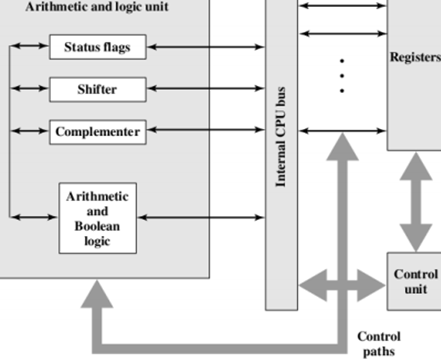 Arithmetic and logic unit
Status flags
Shifter
Complementer
Arithmetic
and
Boolean
logic
Internal CPU bus
Registers
Control
unit
Control
paths